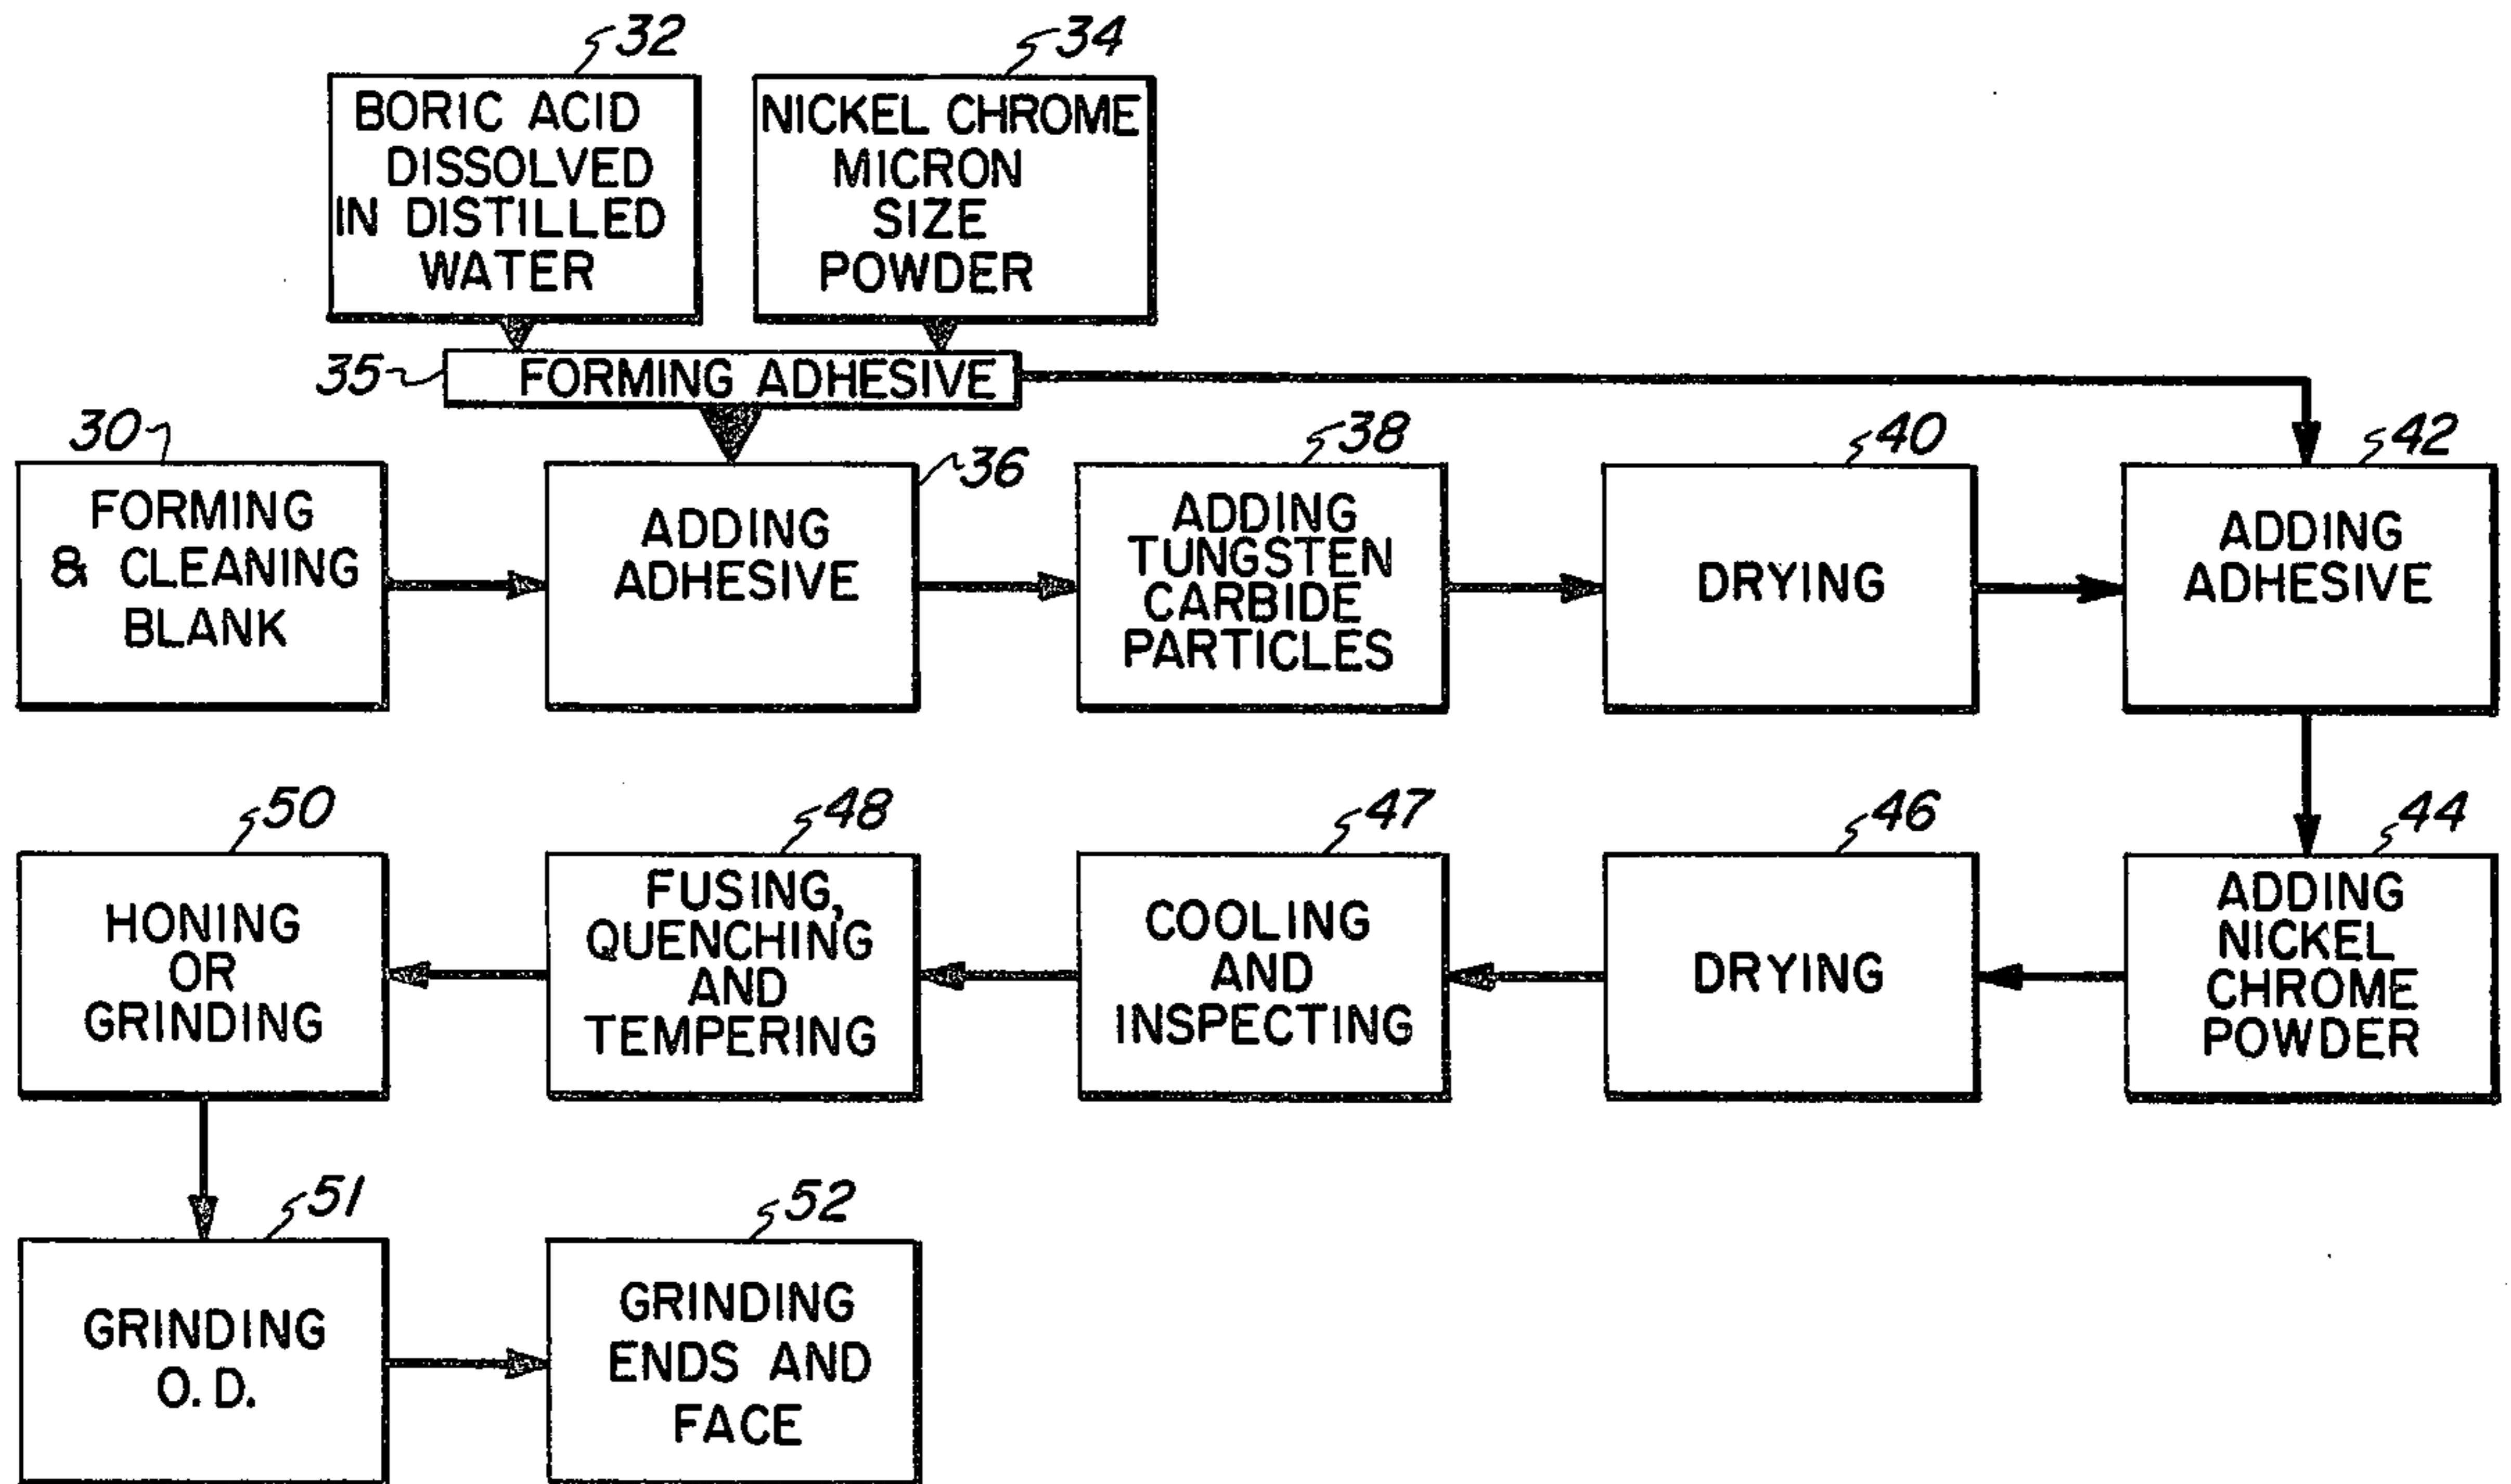 32
BORIC ACID
DISSOLVED
IN DISTILLED
WATER
34
NICKEL CHROME
MICRON
SIZE
POWDER
35
FORMING ADHESIVE
30
FORMING
& CLEANING
BLANK
36
ADDING
ADHESIVE
38
ADDING
TUNGSTEN
CARBIDE
PARTICLES
40
DRYING
42
ADDING
ADHESIVE
44
ADDING
NICKEL
CHROME
POWDER
46
DRYING
47
COOLING
AND
INSPECTING
48
FUSING,
QUENCHING
AND
TEMPERING
50
HONING
OR
GRINDING
51
GRINDING
O.D.
52
GRINDING
ENDS AND
FACE